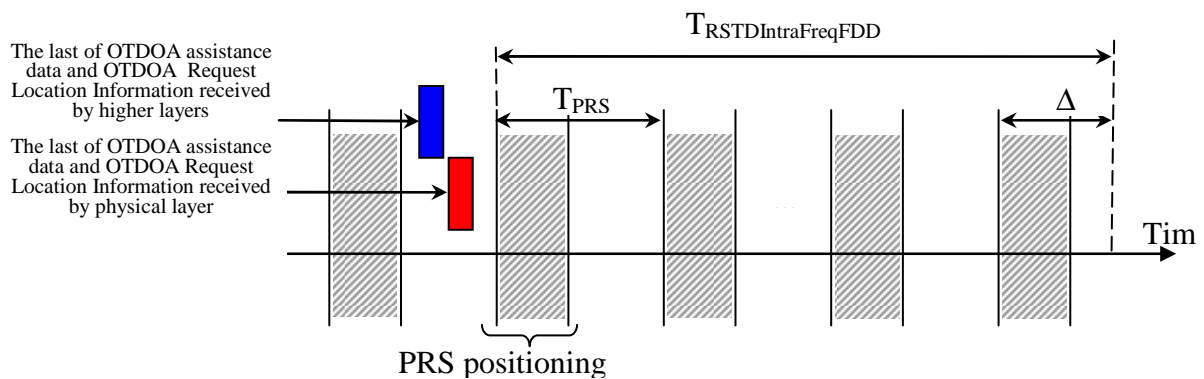 T_RSTDIntraFreqFDD
The last of OTDOA assistance
data and OTDOA Request
Location Information received
by higher layers
T_PRS
Δ
The last of OTDOA assistance
data and OTDOA Request
Location Information received
by physical layer
. . .
Tim
PRS positioning